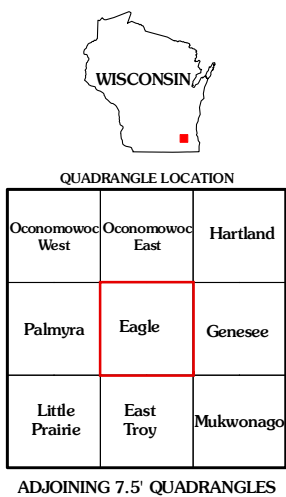 WISCONSIN
QUADRANGLE LOCATION
Oconomowoc West
Oconomowoc East
Hartland
Palmyra
Eagle
Genesee
Little Prairie
East Troy
Mukwonago
ADJOINING 7.5' QUADRANGLES